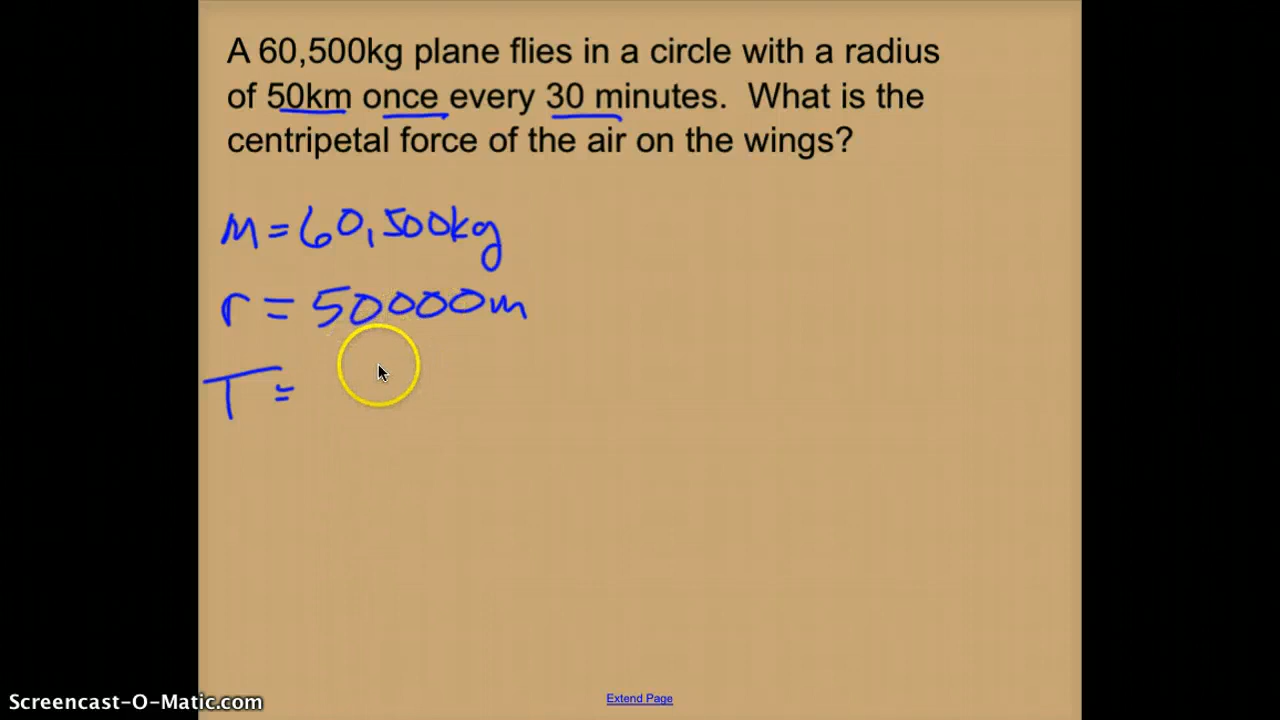 A 60,500kg plane flies in a circle with a radius
of 50km once every 30 minutes. What is the
centripetal force of the air on the wings?
m = 60,500kg
r = 50000m
T =
Extend Page
Screencast-O-Matic.com